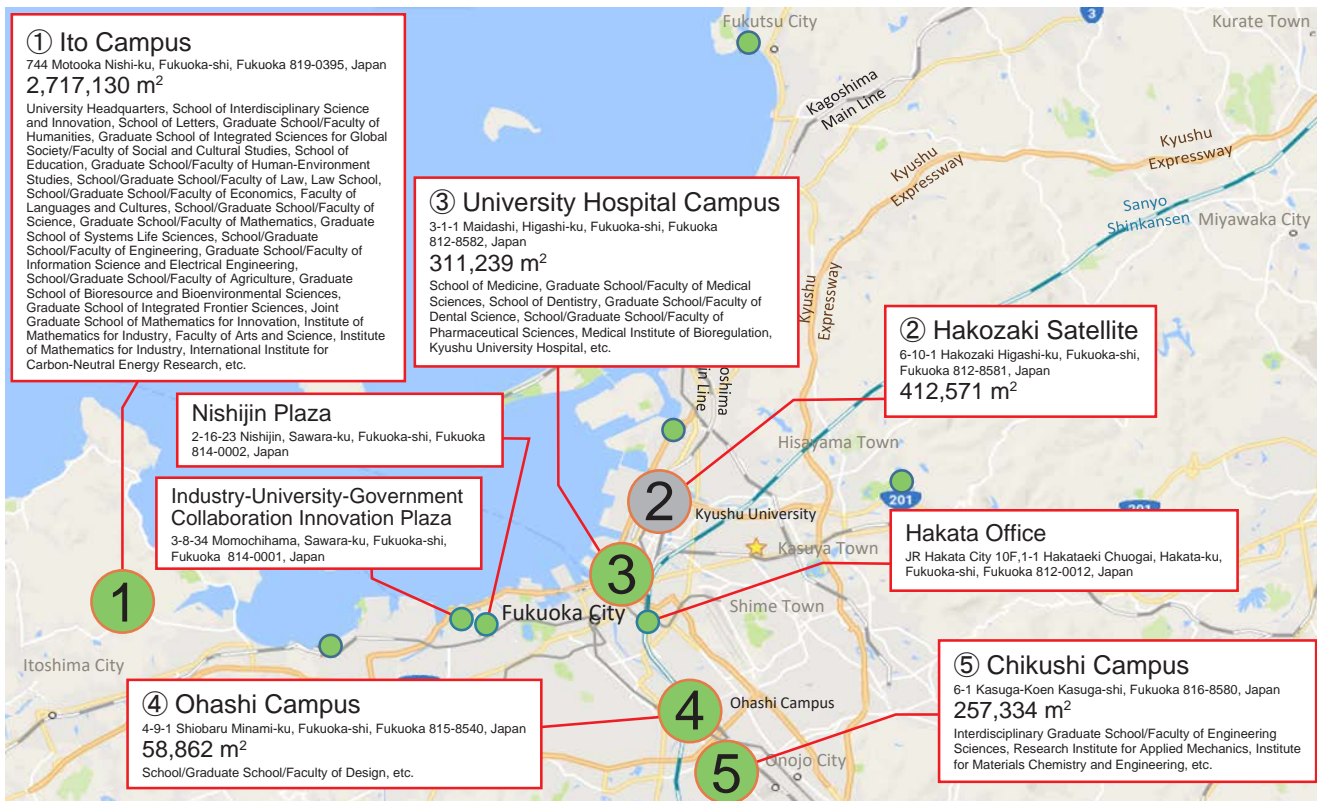 ① Ito Campus
744 Motooka Nishi-ku, Fukuoka-shi, Fukuoka 819-0395, Japan
2,717,130 m²
University Headquarters, School of Interdisciplinary Science
and Innovation, School of Letters, Graduate School/Faculty of
Humanities, Graduate School of Integrated Sciences for Global
Society/Faculty of Social and Cultural Studies, School of
Education, Graduate School/Faculty of Human-Environment
Studies, School/Graduate School/Faculty of Law, Law School,
School/Graduate School/Faculty of Economics, Faculty of
Languages and Cultures, School/Graduate School/Faculty of
Science, Graduate School/Faculty of Mathematics, Graduate
School of Systems Life Sciences, School/Graduate
School/Faculty of Engineering, Graduate School/Faculty of
Information Science and Electrical Engineering,
School/Graduate School/Faculty of Agriculture, Graduate
School of Bioresource and Bioenvironmental Sciences,
Graduate School of Integrated Frontier Sciences, Joint
Graduate School of Mathematics for Innovation, Institute of
Mathematics for Industry, Faculty of Arts and Science, Institute
of Mathematics for Industry, International Institute for
Carbon-Neutral Energy Research, etc.
Fukutsu City
3
Kurate Town
Kagoshima
Main Line
Kyushu
Expressway
Kyushu
Expressway
Sanyo
Shinkansen
Miyawaka City
③ University Hospital Campus
3-1-1 Maidashi, Higashi-ku, Fukuoka-shi, Fukuoka
812-8582, Japan
311,239 m²
School of Medicine, Graduate School/Faculty of Medical
Sciences, School of Dentistry, Graduate School/Faculty of
Dental Science, School/Graduate School/Faculty of
Pharmaceutical Sciences, Medical Institute of Bioregulation,
Kyushu University Hospital, etc.
Kyushu
Expressway
② Hakozaki Satellite
6-10-1 Hakozaki Higashi-ku, Fukuoka-shi,
Fukuoka 812-8581, Japan
412,571 m²
oshima
in Line
Nishijin Plaza
2-16-23 Nishijin, Sawara-ku, Fukuoka-shi, Fukuoka
814-0002, Japan
Hisayama Town
Industry-University-Government
Collaboration Innovation Plaza
3-8-34 Momochihama, Sawara-ku, Fukuoka-shi,
Fukuoka 814-0001, Japan
2
Kyushu University
201
201
Kasuya Town
Hakata Office
JR Hakata City 10F,1-1 Hakataeki Chuogai, Hakata-ku,
Fukuoka-shi, Fukuoka 812-0012, Japan
1
3
Fukuoka City
Shime Town
Itoshima City
④ Ohashi Campus
4-9-1 Shiobaru Minami-ku, Fukuoka-shi, Fukuoka 815-8540, Japan
58,862 m²
School/Graduate School/Faculty of Design, etc.
4
Ohashi Campus
5
Onojo City
⑤ Chikushi Campus
6-1 Kasuga-Koen Kasuga-shi, Fukuoka 816-8580, Japan
257,334 m²
Interdisciplinary Graduate School/Faculty of Engineering
Sciences, Research Institute for Applied Mechanics, Institute
for Materials Chemistry and Engineering, etc.